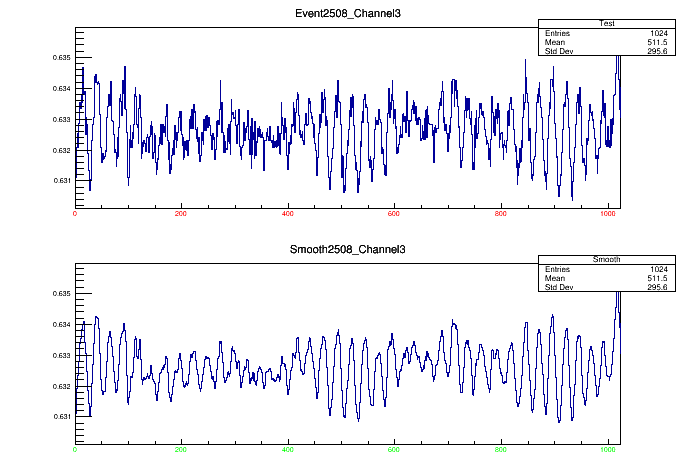 Event2508_Channel3
Test
Entries 1024
Mean 511.5
Std Dev 295.6
0.635
0.634
0.633
0.632
0.631
0 200 400 600 800 1000
Smooth2508_Channel3
Smooth
Entries 1024
Mean 511.5
Std Dev 295.6
0.635
0.634
0.633
0.632
0.631
0 200 400 600 800 1000